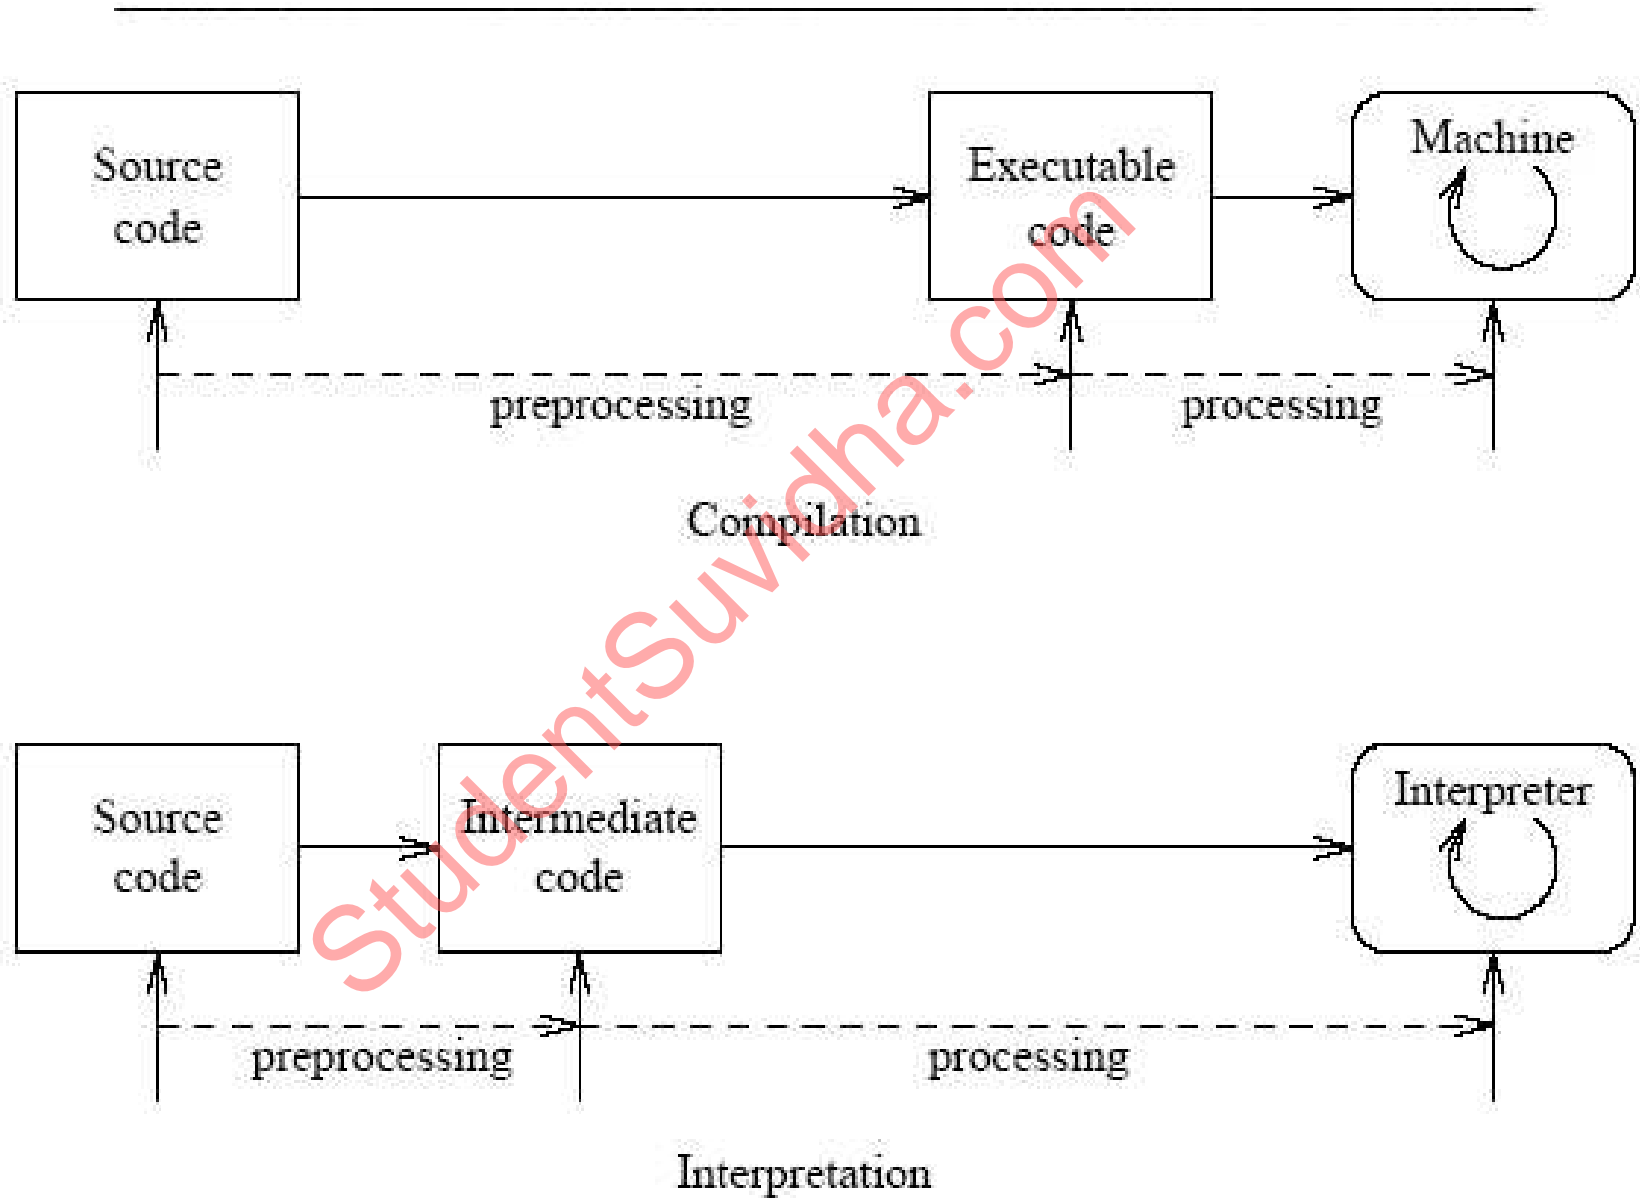 Source
code
Executable
code
Machine
preprocessing
processing
Compilation
Source
code
Intermediate
code
Interpreter
preprocessing
processing
Interpretation
StudentSuvidha.com